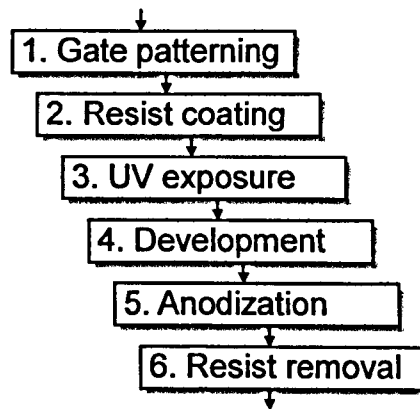 1. Gate patterning
2. Resist coating
3. UV exposure
4. Development
5. Anodization
6. Resist removal